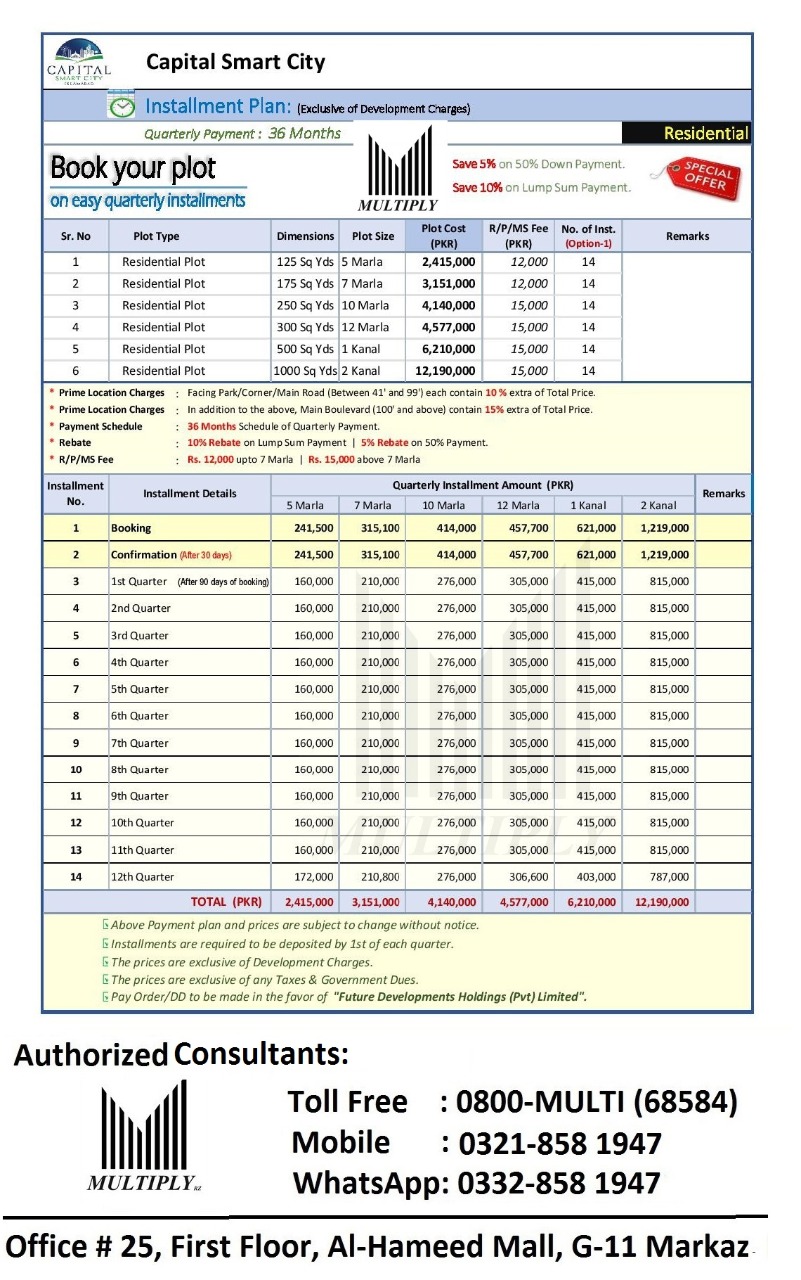 CAPITAL
SMART CITY
ISLAMABAD
Capital Smart City
Installment Plan: (Exclusive of Development Charges)
Quarterly Payment : 36 Months
Residential
Book your plot
on easy quarterly installments
MULTIPLY
Save 5% on 50% Down Payment.
Save 10% on Lump Sum Payment.
SPECIAL
OFFER
Sr. No Plot Type Dimensions Plot Size Plot Cost (PKR) R/P/MS Fee (PKR) No. of Inst. (Option-1) Remarks
1 Residential Plot 125 Sq Yds 5 Marla 2,415,000 12,000 14
2 Residential Plot 175 Sq Yds 7 Marla 3,151,000 12,000 14
3 Residential Plot 250 Sq Yds 10 Marla 4,140,000 15,000 14
4 Residential Plot 300 Sq Yds 12 Marla 4,577,000 15,000 14
5 Residential Plot 500 Sq Yds 1 Kanal 6,210,000 15,000 14
6 Residential Plot 1000 Sq Yds 2 Kanal 12,190,000 15,000 14
* Prime Location Charges : Facing Park/Corner/Main Road (Between 41' and 99') each contain 10 % extra of Total Price.
* Prime Location Charges : In addition to the above, Main Boulevard (100' and above) contain 15% extra of Total Price.
* Payment Schedule : 36 Months Schedule of Quarterly Payment.
* Rebate : 10% Rebate on Lump Sum Payment | 5% Rebate on 50% Payment.
* R/P/MS Fee : Rs. 12,000 upto 7 Marla | Rs. 15,000 above 7 Marla
Installment No. Installment Details Quarterly Installment Amount (PKR) Remarks
5 Marla 7 Marla 10 Marla 12 Marla 1 Kanal 2 Kanal
1 Booking 241,500 315,100 414,000 457,700 621,000 1,219,000
2 Confirmation (After 30 days) 241,500 315,100 414,000 457,700 621,000 1,219,000
3 1st Quarter (After 90 days of booking) 160,000 210,000 276,000 305,000 415,000 815,000
4 2nd Quarter 160,000 210,000 276,000 305,000 415,000 815,000
5 3rd Quarter 160,000 210,000 276,000 305,000 415,000 815,000
6 4th Quarter 160,000 210,000 276,000 305,000 415,000 815,000
7 5th Quarter 160,000 210,000 276,000 305,000 415,000 815,000
8 6th Quarter 160,000 210,000 276,000 305,000 415,000 815,000
9 7th Quarter 160,000 210,000 276,000 305,000 415,000 815,000
10 8th Quarter 160,000 210,000 276,000 305,000 415,000 815,000
11 9th Quarter 160,000 210,000 276,000 305,000 415,000 815,000
12 10th Quarter 160,000 210,000 276,000 305,000 415,000 815,000
13 11th Quarter 160,000 210,000 276,000 305,000 415,000 815,000
MULTIPLY
14 12th Quarter 172,000 210,800 276,000 306,600 403,000 787,000
TOTAL (PKR) 2,415,000 3,151,000 4,140,000 4,577,000 6,210,000 12,190,000
Above Payment plan and prices are subject to change without notice.
Installments are required to be deposited by 1st of each quarter.
The prices are exclusive of Development Charges.
The prices are exclusive of any Taxes & Government Dues.
Pay Order/DD to be made in the favor of "Future Developments Holdings (Pvt) Limited".
Authorized Consultants:
MULTIPLY
Toll Free : 0800-MULTI (68584)
Mobile : 0321-858 1947
WhatsApp: 0332-858 1947
Office # 25, First Floor, Al-Hameed Mall, G-11 Markaz